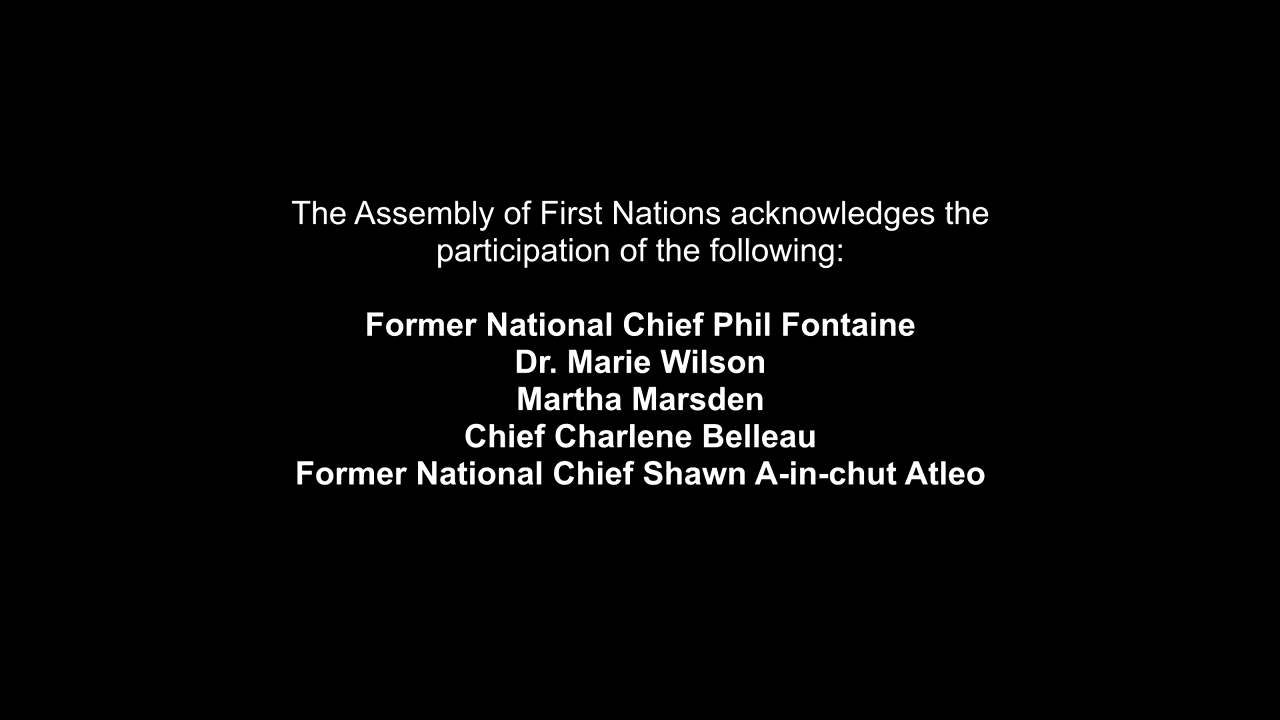 The Assembly of First Nations acknowledges the
participation of the following:
Former National Chief Phil Fontaine
Dr. Marie Wilson
Martha Marsden
Chief Charlene Belleau
Former National Chief Shawn A-in-chut Atleo